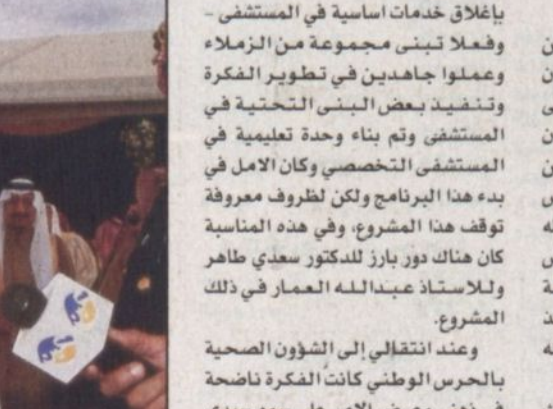 بإغلاق خدمات اساسية في المستشفى -
وفعلا تبنى مجموعة من الزملاء
وعملوا جاهدين في تطوير الفكرة
وتنفيذ بعض البنى التحتية في
المستشفى وتم بناء وحدة تعليمية في
المستشفى التخصصي وكان الامل في
بدء هذا البرنامج ولكن لظروف معروفة
توقف هذا المشروع، وفي هذه المناسبة
كان هناك دور بارز للدكتور سعدي طاهر
وللاستاذ عبدالله العمار في ذلك
المشروع.
وعند انتقالي إلى الشؤون الصحية
بالحرس الوطني كانت الفكرة ناضجة